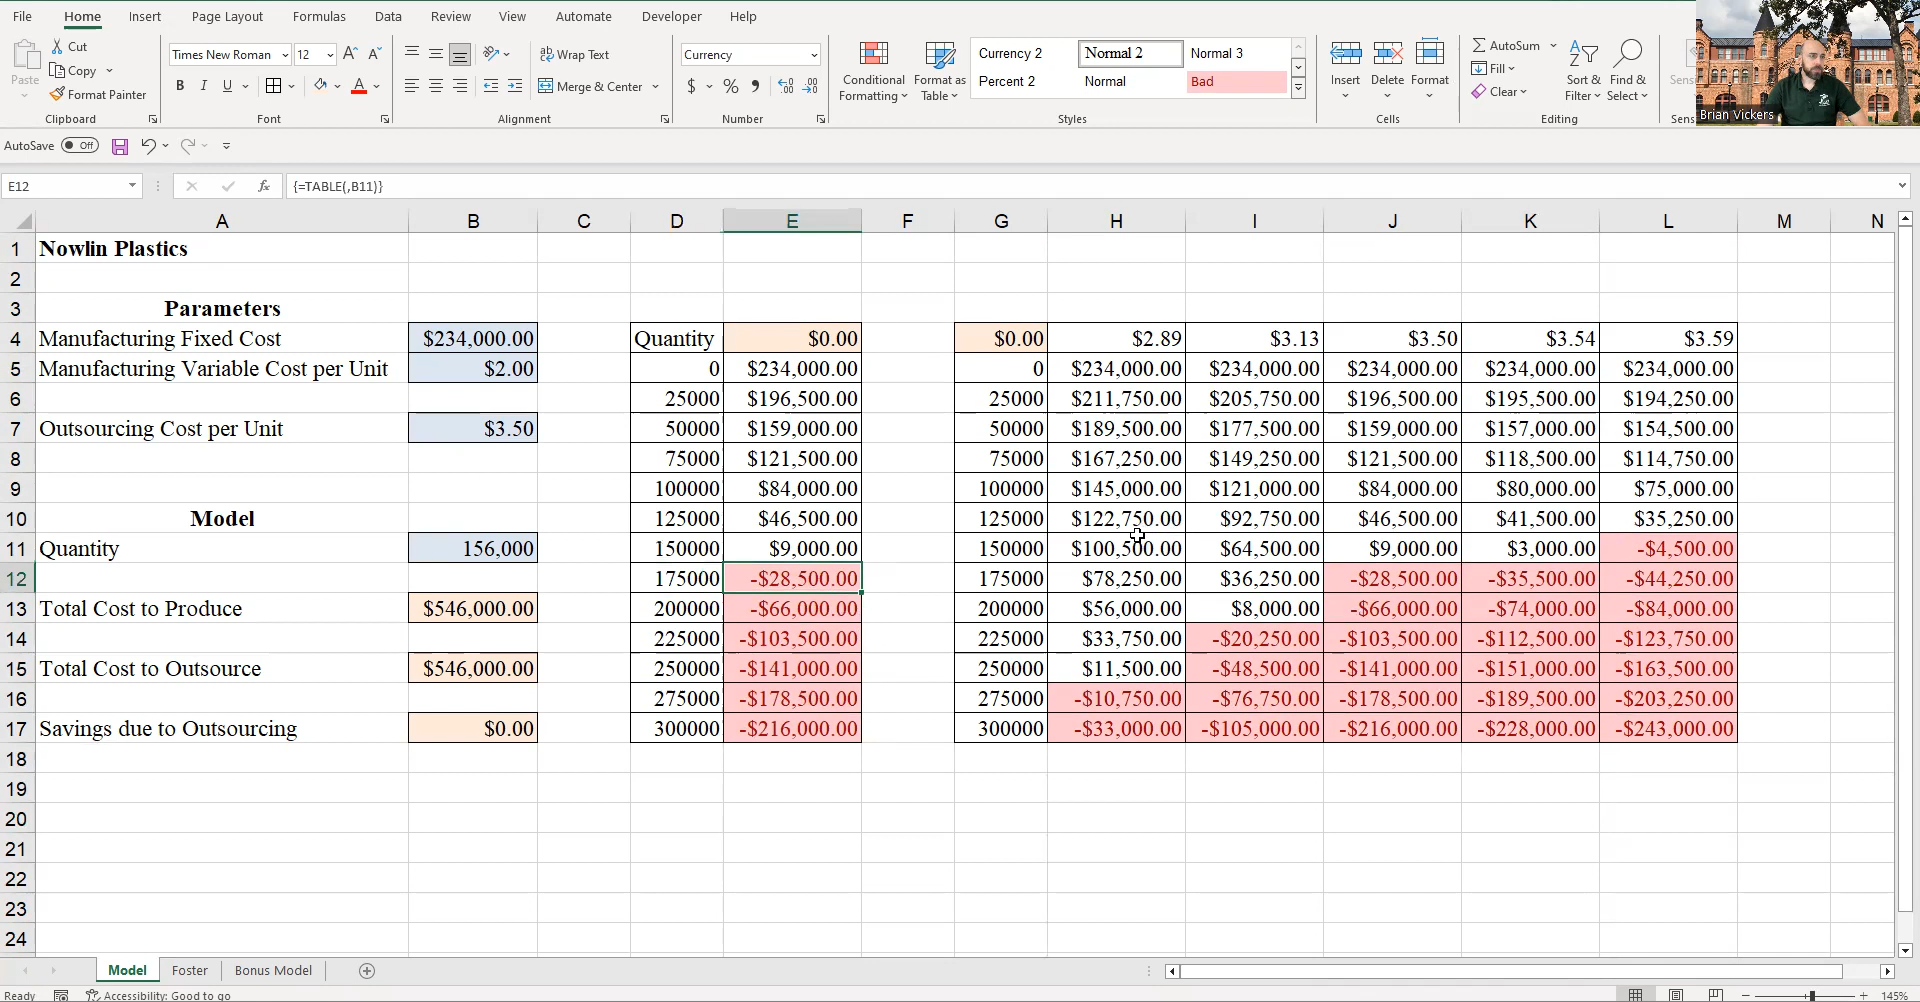 File Home Insert Page Layout Formulas Data Review View Automate Developer Help
Paste Cut Copy Format Painter Clipboard
Times New Roman 12 A A B I U A Font
Wrap Text Merge & Center Alignment
Currency $ % , Number
Conditional Formatting Format as Table
Currency 2 Normal 2 Normal 3
Percent 2 Normal Bad
Styles
Insert Delete Format Cells
AutoSum Fill Clear Sort & Filter Find & Select Editing
Brian Vickers
AutoSave Off
E12 fx {=TABLE(,B11)}
A B C D E F G H I J K L M N
1 Nowlin Plastics
2
3 Parameters
4 Manufacturing Fixed Cost $234,000.00 Quantity $0.00 $0.00 $2.89 $3.13 $3.50 $3.54 $3.59
5 Manufacturing Variable Cost per Unit $2.00 0 $234,000.00 0 $234,000.00 $234,000.00 $234,000.00 $234,000.00 $234,000.00
6 25000 $196,500.00 25000 $211,750.00 $205,750.00 $196,500.00 $195,500.00 $194,250.00
7 Outsourcing Cost per Unit $3.50 50000 $159,000.00 50000 $189,500.00 $177,500.00 $159,000.00 $157,000.00 $154,500.00
8 75000 $121,500.00 75000 $167,250.00 $149,250.00 $121,500.00 $118,500.00 $114,750.00
9 100000 $84,000.00 100000 $145,000.00 $121,000.00 $84,000.00 $80,000.00 $75,000.00
10 Model 125000 $46,500.00 125000 $122,750.00 $92,750.00 $46,500.00 $41,500.00 $35,250.00
11 Quantity 156,000 150000 $9,000.00 150000 $100,500.00 $64,500.00 $9,000.00 $3,000.00 -$4,500.00
12 175000 -$28,500.00 175000 $78,250.00 $36,250.00 -$28,500.00 -$35,500.00 -$44,250.00
13 Total Cost to Produce $546,000.00 200000 -$66,000.00 200000 $56,000.00 $8,000.00 -$66,000.00 -$74,000.00 -$84,000.00
14 225000 -$103,500.00 225000 $33,750.00 -$20,250.00 -$103,500.00 -$112,500.00 -$123,750.00
15 Total Cost to Outsource $546,000.00 250000 -$141,000.00 250000 $11,500.00 -$48,500.00 -$141,000.00 -$151,000.00 -$163,500.00
16 275000 -$178,500.00 275000 -$10,750.00 -$76,750.00 -$178,500.00 -$189,500.00 -$203,250.00
17 Savings due to Outsourcing $0.00 300000 -$216,000.00 300000 -$33,000.00 -$105,000.00 -$216,000.00 -$228,000.00 -$243,000.00
18
19
20
21
22
23
24
Model Foster Bonus Model
Ready Accessibility: Good to go 145%